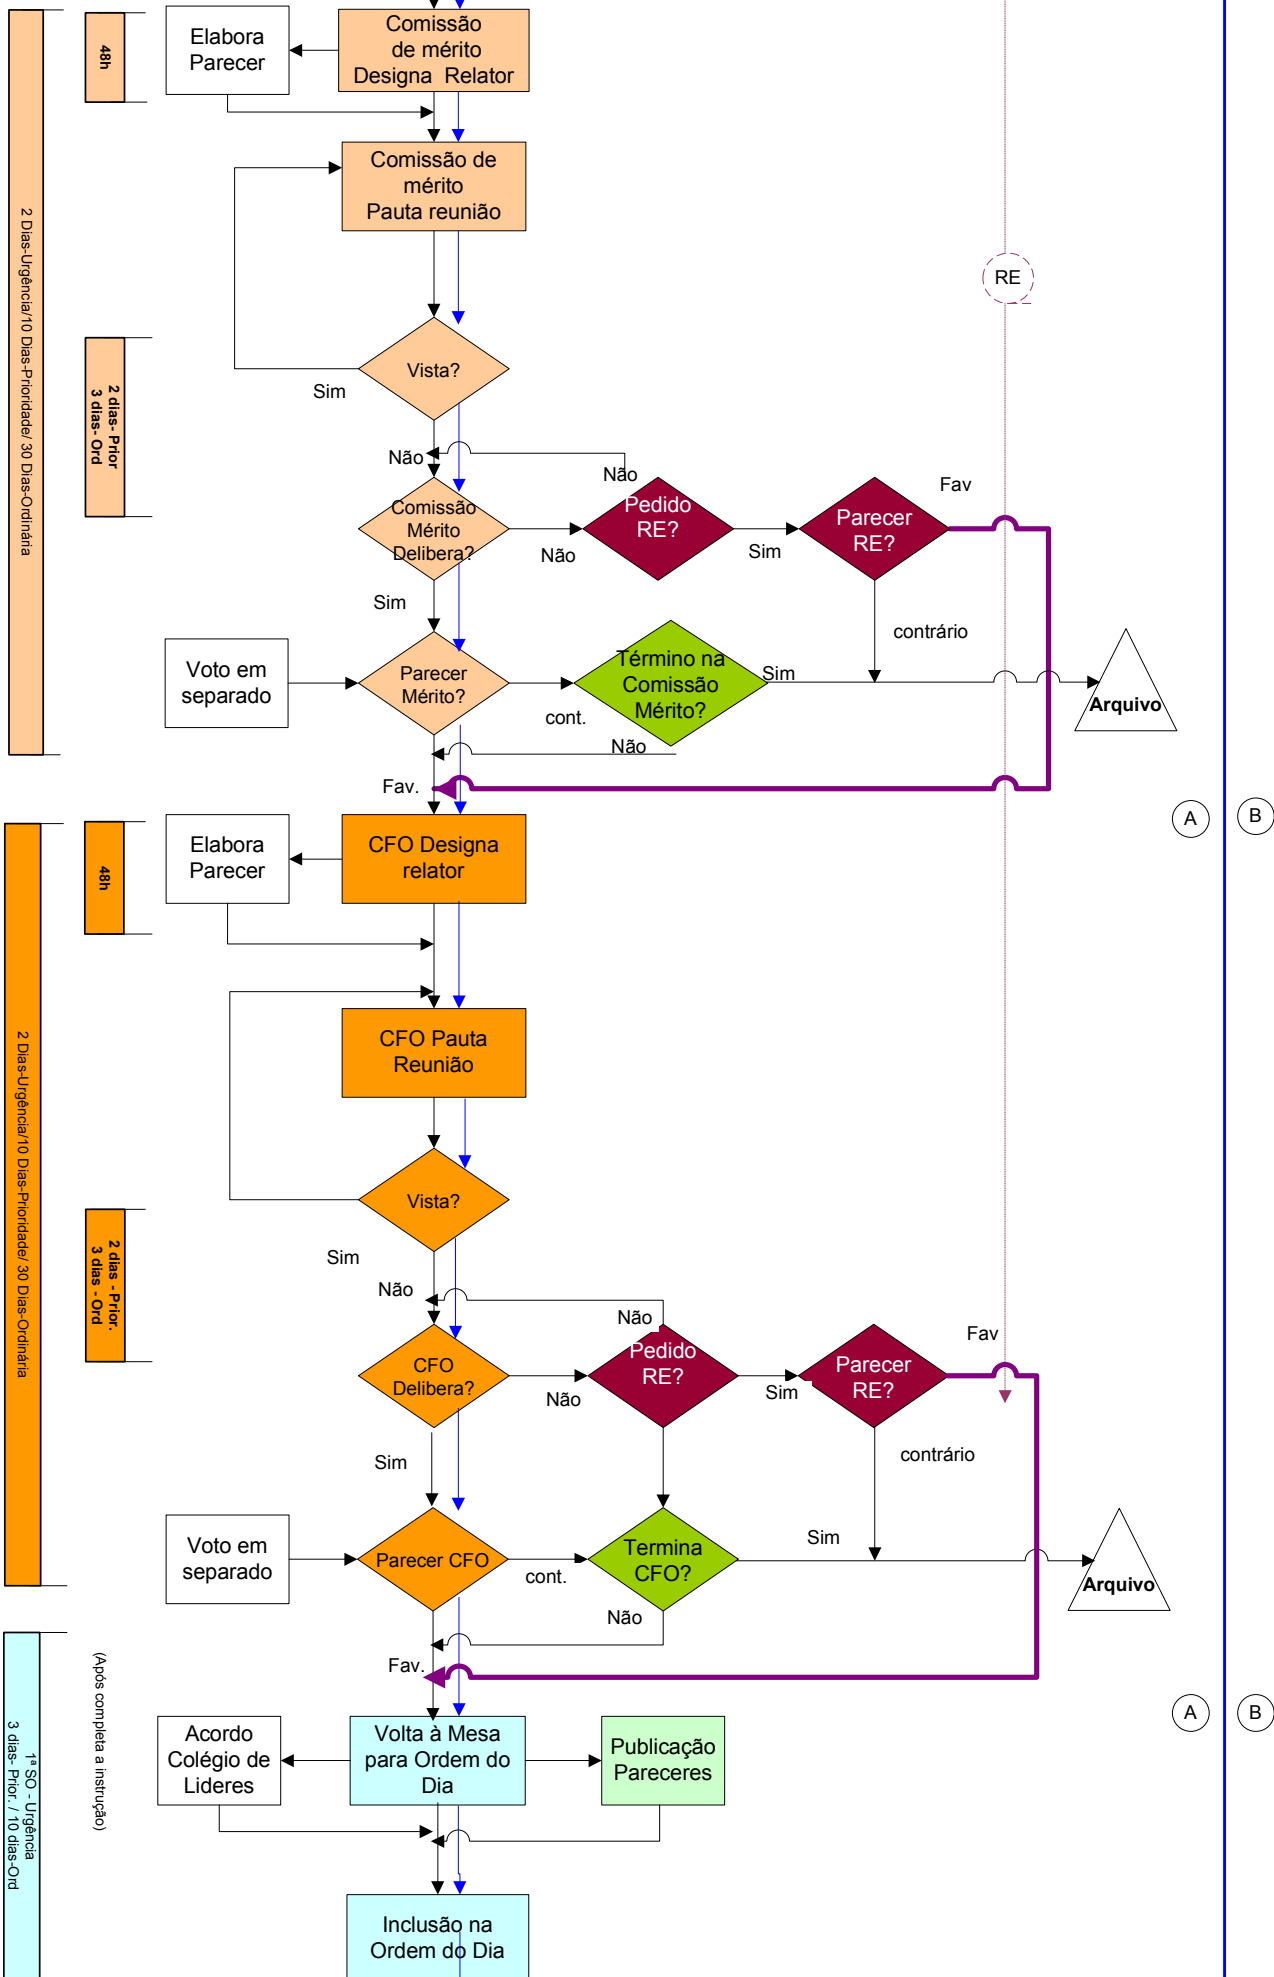 Comissão
de mérito
Designa Relator
Elabora
Parecer
48h
Comissão de
mérito
Pauta reunião
2 Dias-Urgência/10 Dias-Prioridade/ 30 Dias-Ordinária
RE
Vista?
Sim
2 dias- Prior
3 dias- Ord
Não
Não
Comissão
Mérito
Delibera?
Não
Pedido
RE?
Sim
Parecer
RE?
Fav
Sim
contrário
Voto em
separado
Parecer
Mérito?
cont.
Término na
Comissão
Mérito?
Sim
Não
Arquivo
Fav.
A
B
Elabora
Parecer
CFO Designa
relator
48h
CFO Pauta
Reunião
2 Dias-Urgência/10 Dias-Prioridade/ 30 Dias-Ordinária
Vista?
Sim
2 dias - Prior.
3 dias - Ord
Não
Não
CFO
Delibera?
Não
Pedido
RE?
Sim
Parecer
RE?
Fav
Sim
contrário
Voto em
separado
Parecer CFO
cont.
Termina
CFO?
Sim
Não
Arquivo
Fav.
A
B
(Após completa a instrução)
1ª SO - Urgência
3 dias- Prior. / 10 dias-Ord
Acordo
Colégio de
Lideres
Volta à Mesa
para Ordem do
Dia
Publicação
Pareceres
Inclusão na
Ordem do Dia